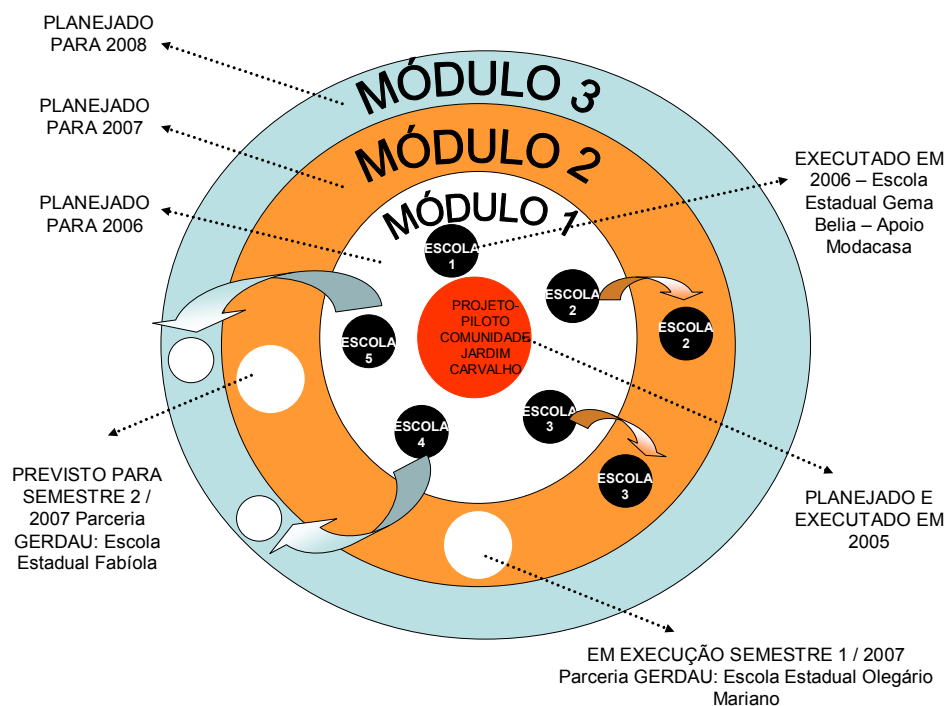 PLANEJADO
PARA 2008
MÓDULO 3
PLANEJADO
PARA 2007
MÓDULO 2
EXECUTADO EM
2006 – Escola
Estadual Gema
Belia – Apoio
Modacasa
PLANEJADO
PARA 2006
MÓDULO 1
ESCOLA
1
ESCOLA
2
ESCOLA
2
PROJETO-
PILOTO
COMUNIDADE
JARDIM
CARVALHO
ESCOLA
5
ESCOLA
3
ESCOLA
4
ESCOLA
3
PREVISTO PARA
SEMESTRE 2 /
2007 Parceria
GERDAU: Escola
Estadual Fabíola
PLANEJADO E
EXECUTADO EM
2005
EM EXECUÇÃO SEMESTRE 1 / 2007
Parceria GERDAU: Escola Estadual Olegário
Mariano